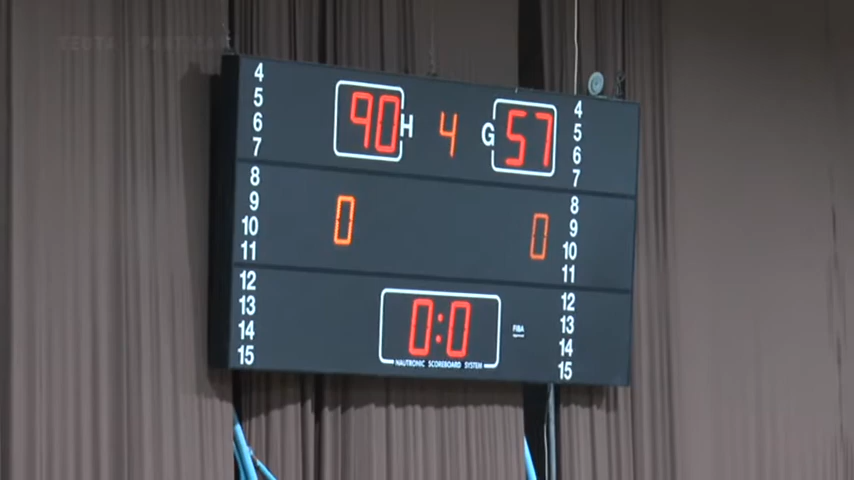 4 90 H 4 G 57 4
5 5
6 6
7 7
8 8
9 0 0 9
10 10
11 11
12 12
13 0:0 13
14 FIBA 14
15 NAUTRONIC SCOREBOARD SYSTEM 15